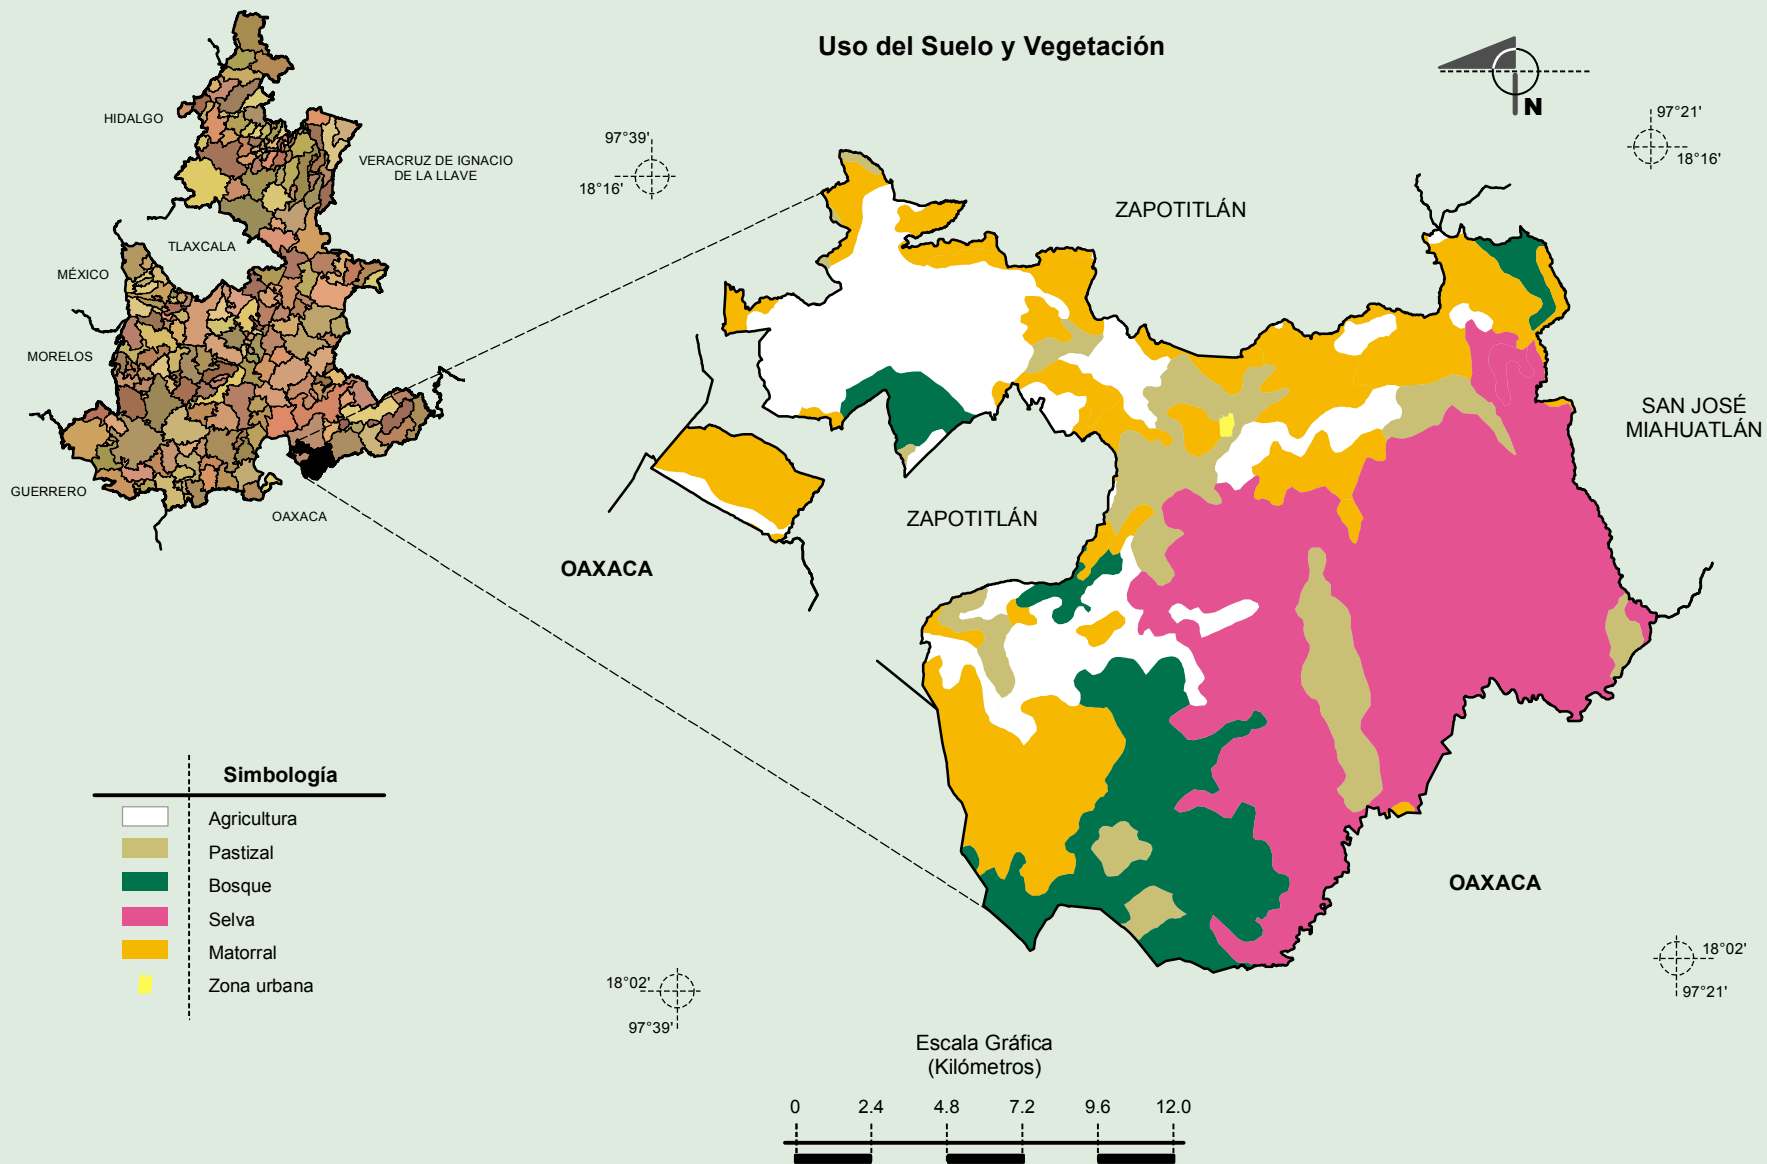 Uso del Suelo y Vegetación
N
HIDALGO
VERACRUZ DE IGNACIO
DE LA LLAVE
TLAXCALA
MÉXICO
MORELOS
GUERRERO
OAXACA
97°39'
18°16'
97°21'
18°16'
ZAPOTITLÁN
SAN JOSÉ
MIAHUATLÁN
ZAPOTITLÁN
OAXACA
OAXACA
Simbología
Agricultura
Pastizal
Bosque
Selva
Matorral
Zona urbana
18°02'
97°39'
18°02'
97°21'
Escala Gráfica
(Kilómetros)
0 2.4 4.8 7.2 9.6 12.0